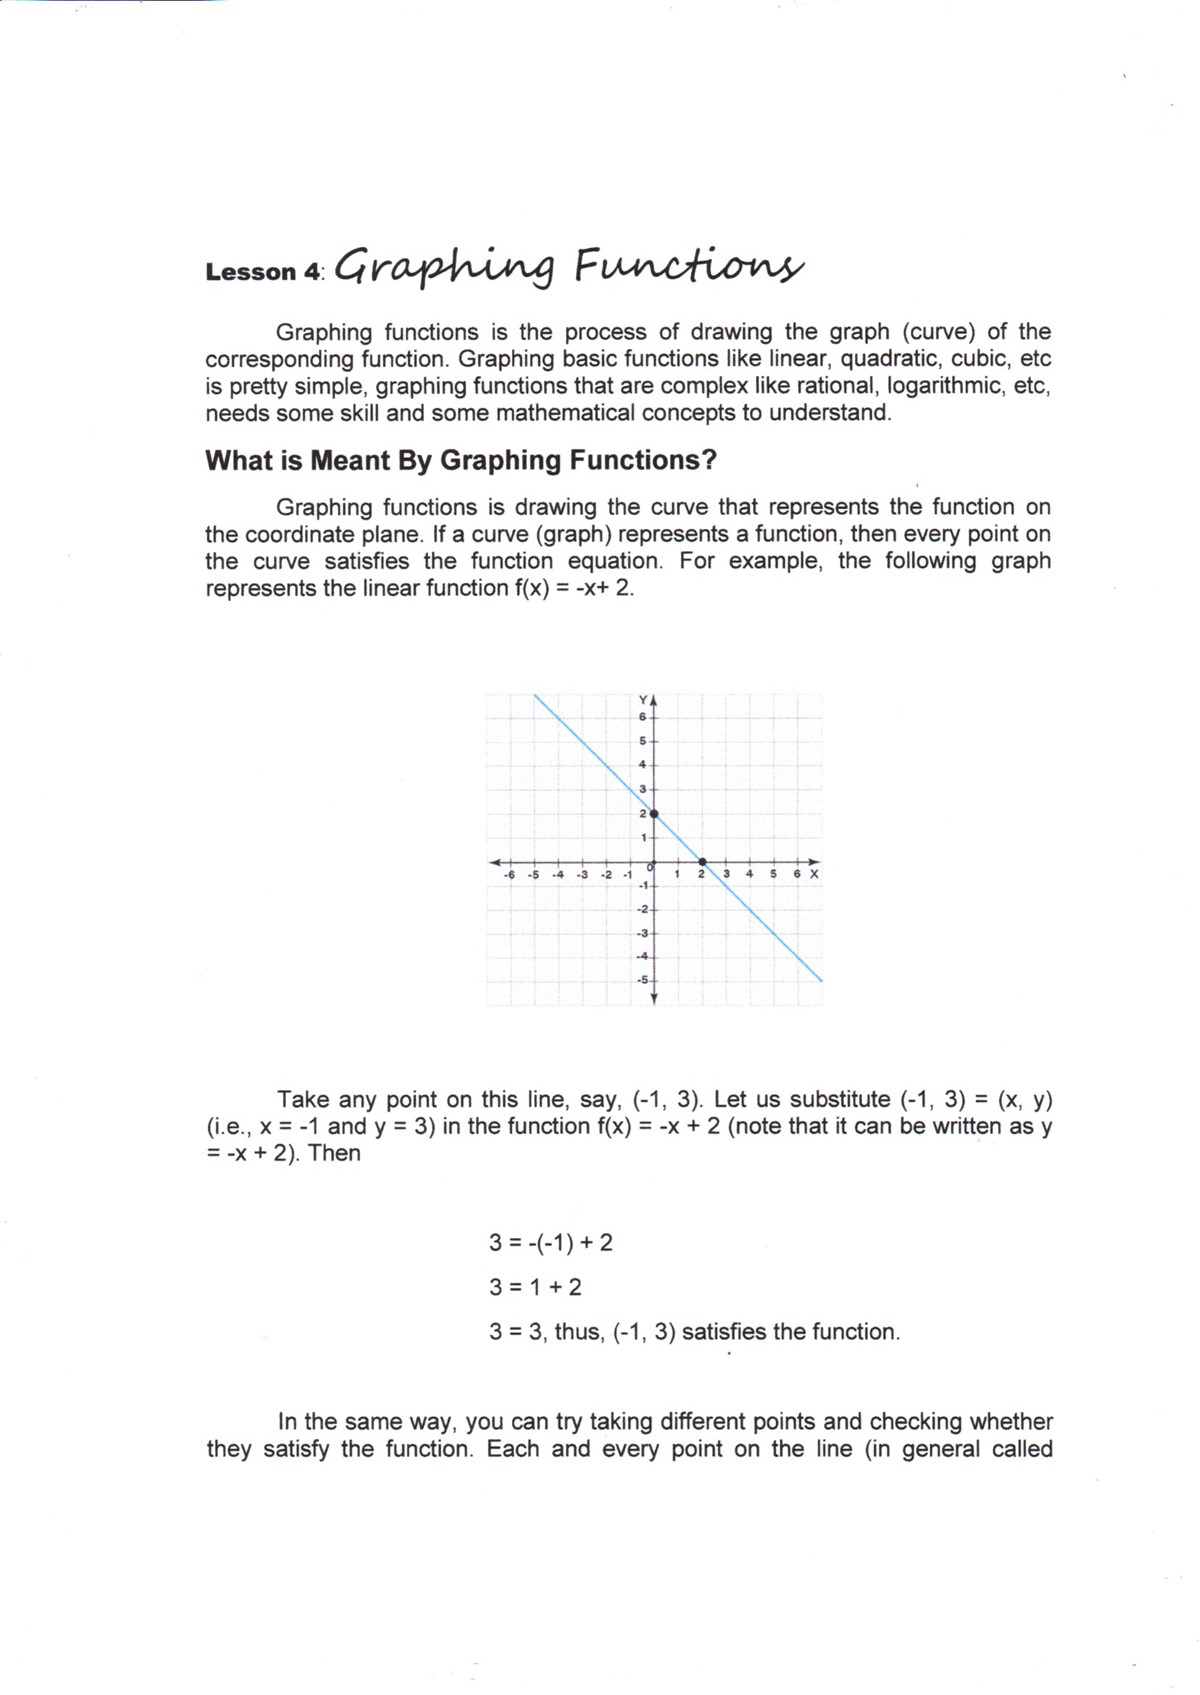 Lesson 4: Graphing Functions
Graphing functions is the process of drawing the graph (curve) of the
corresponding function. Graphing basic functions like linear, quadratic, cubic, etc
is pretty simple, graphing functions that are complex like rational, logarithmic, etc,
needs some skill and some mathematical concepts to understand.
What is Meant By Graphing Functions?
Graphing functions is drawing the curve that represents the function on
the coordinate plane. If a curve (graph) represents a function, then every point on
the curve satisfies the function equation. For example, the following graph
represents the linear function f(x) = -x+ 2.
Y
6
5
4
3
2
1
0
-6 -5 -4 -3 -2 -1 1 2 3 4 5 6 X
-1
-2
-3
-4
-5
Take any point on this line, say, (-1, 3). Let us substitute (-1, 3) = (x, y)
(i.e., x = -1 and y = 3) in the function f(x) = -x + 2 (note that it can be written as y
= -x + 2). Then
3 = -(-1) + 2
3 = 1 + 2
3 = 3, thus, (-1, 3) satisfies the function.
In the same way, you can try taking different points and checking whether
they satisfy the function. Each and every point on the line (in general called